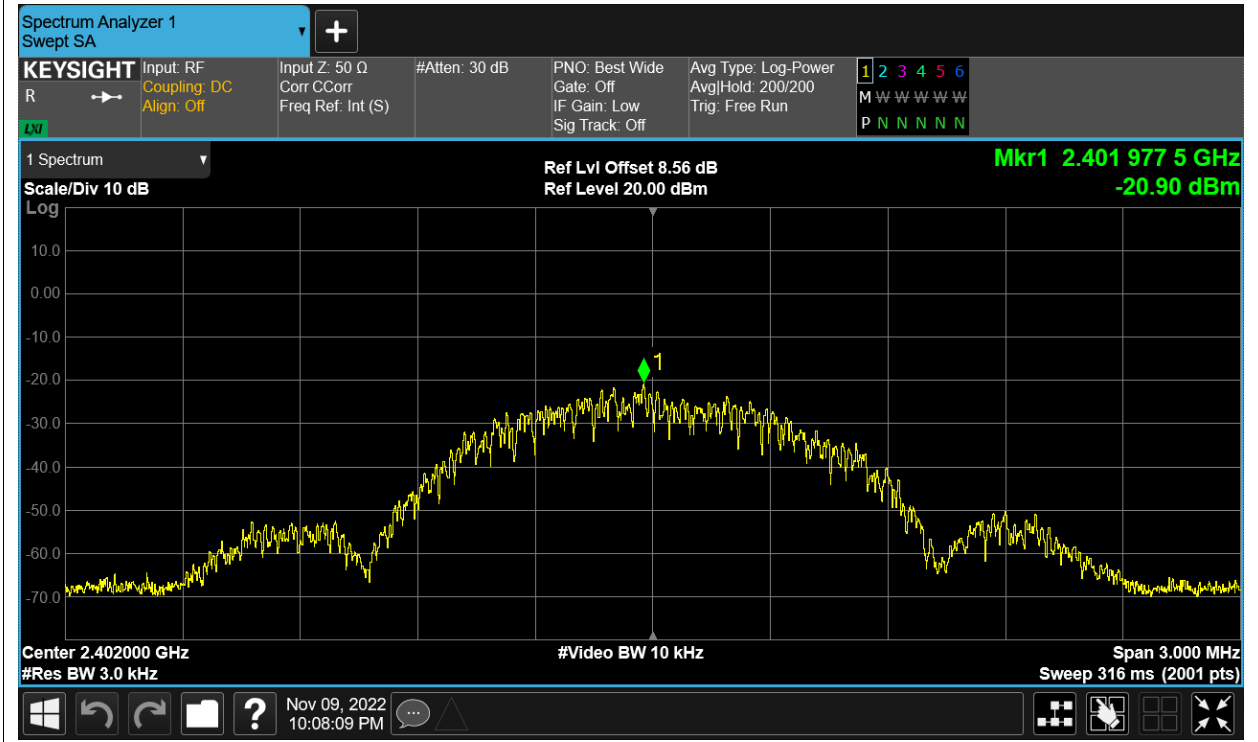 Spectrum Analyzer 1
Swept SA
+
KEYSIGHT
R
LXI
Input: RF
Coupling: DC
Align: Off
Input Z: 50 Ω
Corr CCorr
Freq Ref: Int (S)
#Atten: 30 dB
PNO: Best Wide
Gate: Off
IF Gain: Low
Sig Track: Off
Avg Type: Log-Power
Avg|Hold: 200/200
Trig: Free Run
1 2 3 4 5 6
M W W W W W
P N N N N N
1 Spectrum
Scale/Div 10 dB
Log
Ref Lvl Offset 8.56 dB
Ref Level 20.00 dBm
Mkr1 2.401 977 5 GHz
-20.90 dBm
10.0
0.00
-10.0
-20.0
-30.0
-40.0
-50.0
-60.0
-70.0
1
Center 2.402000 GHz
#Res BW 3.0 kHz
#Video BW 10 kHz
Span 3.000 MHz
Sweep 316 ms (2001 pts)
?
Nov 09, 2022
10:08:09 PM